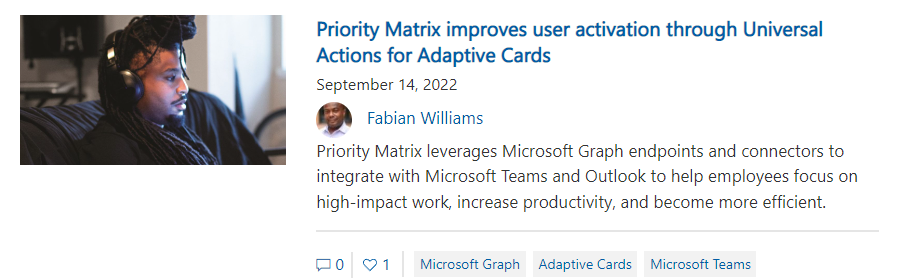 Priority Matrix improves user activation through Universal
Actions for Adaptive Cards
September 14, 2022
Fabian Williams
Priority Matrix leverages Microsoft Graph endpoints and connectors to
integrate with Microsoft Teams and Outlook to help employees focus on
high-impact work, increase productivity, and become more efficient.
0 1 Microsoft Graph Adaptive Cards Microsoft Teams